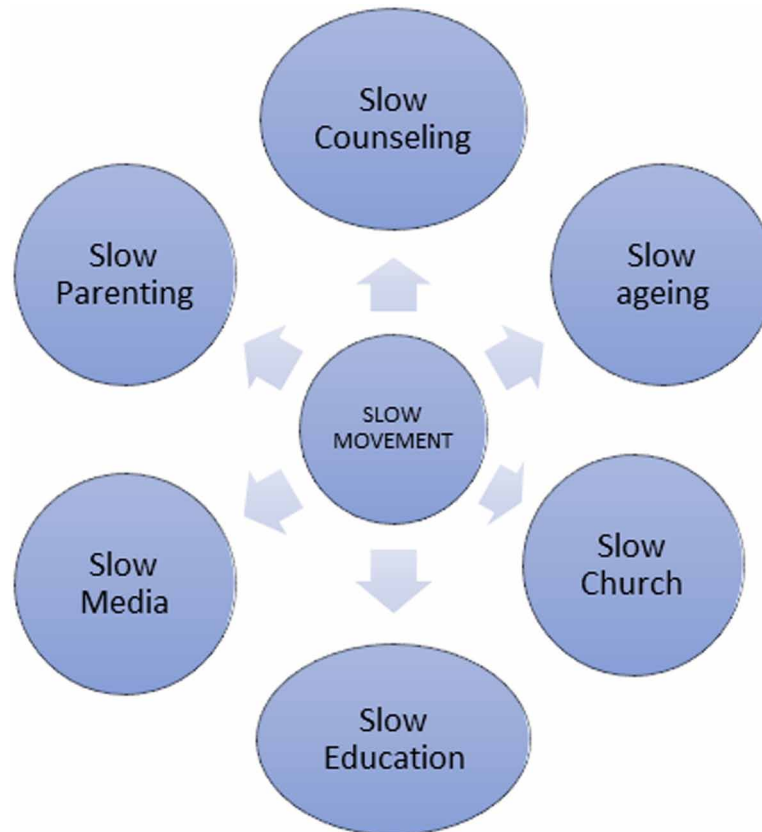 Slow
Counseling
Slow
Parenting
Slow
ageing
SLOW
MOVEMENT
Slow
Media
Slow
Church
Slow
Education